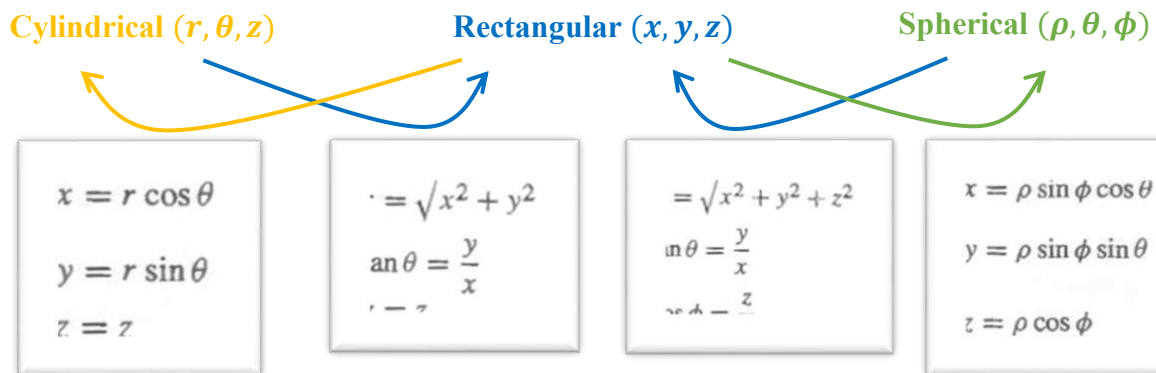 Cylindrical (r, θ, z)
Rectangular (x, y, z)
Spherical (ρ, θ, ϕ)
x = r cos θ
y = r sin θ
z = z
= √x² + y²
an θ = y/x
= √x² + y² + z²
n θ = y/x
x = ρ sin ϕ cos θ
y = ρ sin ϕ sin θ
z = ρ cos ϕ